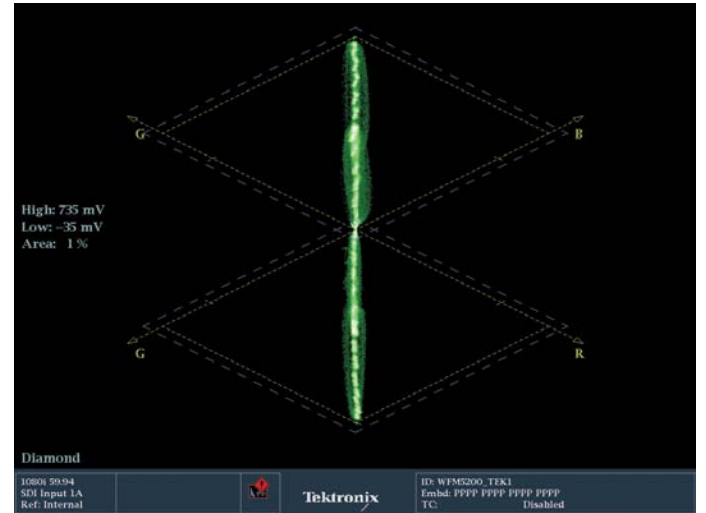 G
B
High: 735 mV
Low: –35 mV
Area: 1 %
G
R
Diamond
1080i 59.94
SDI Input 1A
Ref: Internal
Tektronix
ID: WFM5200_TEK1
Embd: PPPP PPPP PPPP PPPP
TC: Disabled